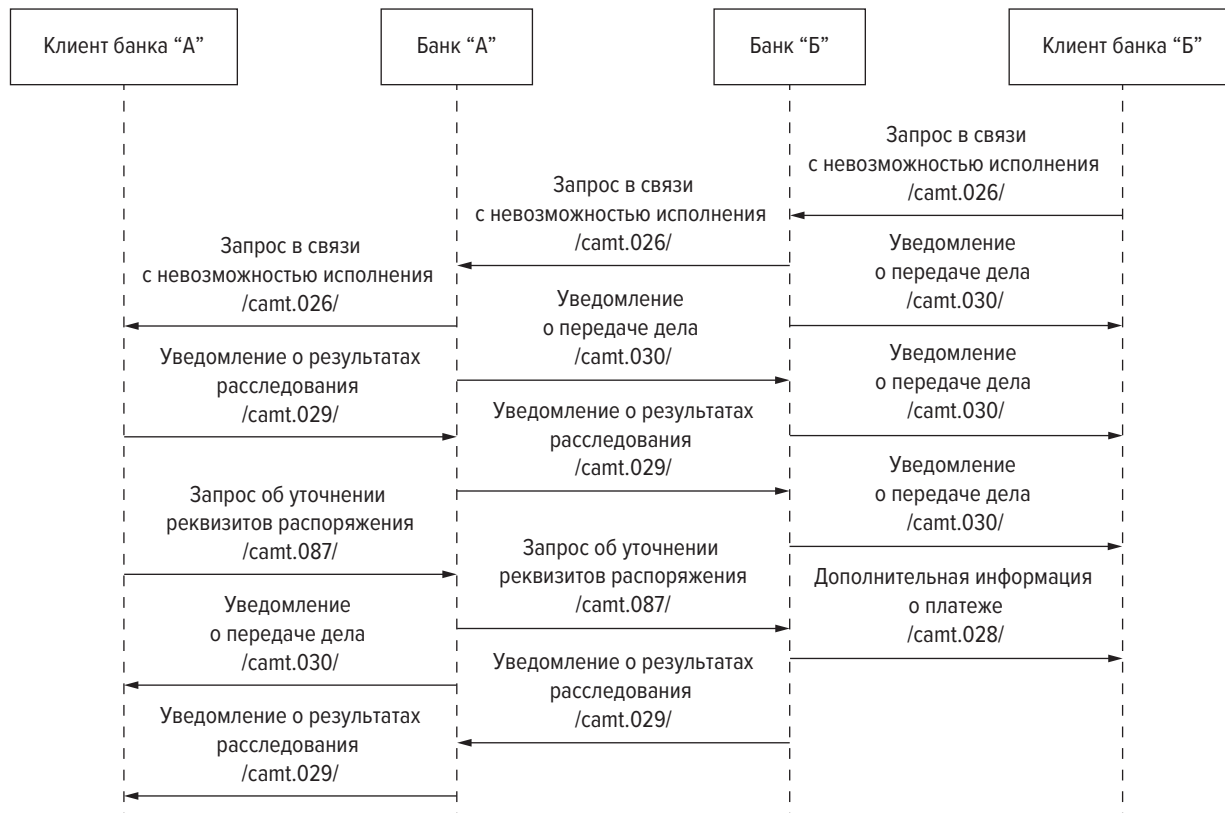 Клиент банка “А”
Банк “А”
Банк “Б”
Клиент банка “Б”
Запрос в связи
с невозможностью исполнения
/camt.026/
Запрос в связи
с невозможностью исполнения
/camt.026/
Запрос в связи
с невозможностью исполнения
/camt.026/
Уведомление
о передаче дела
/camt.030/
Уведомление
о передаче дела
/camt.030/
Уведомление
о передаче дела
/camt.030/
Уведомление о результатах
расследования
/camt.029/
Уведомление о результатах
расследования
/camt.029/
Уведомление
о передаче дела
/camt.030/
Запрос об уточнении
реквизитов распоряжения
/camt.087/
Запрос об уточнении
реквизитов распоряжения
/camt.087/
Дополнительная информация
о платеже
/camt.028/
Уведомление
о передаче дела
/camt.030/
Уведомление о результатах
расследования
/camt.029/
Уведомление о результатах
расследования
/camt.029/